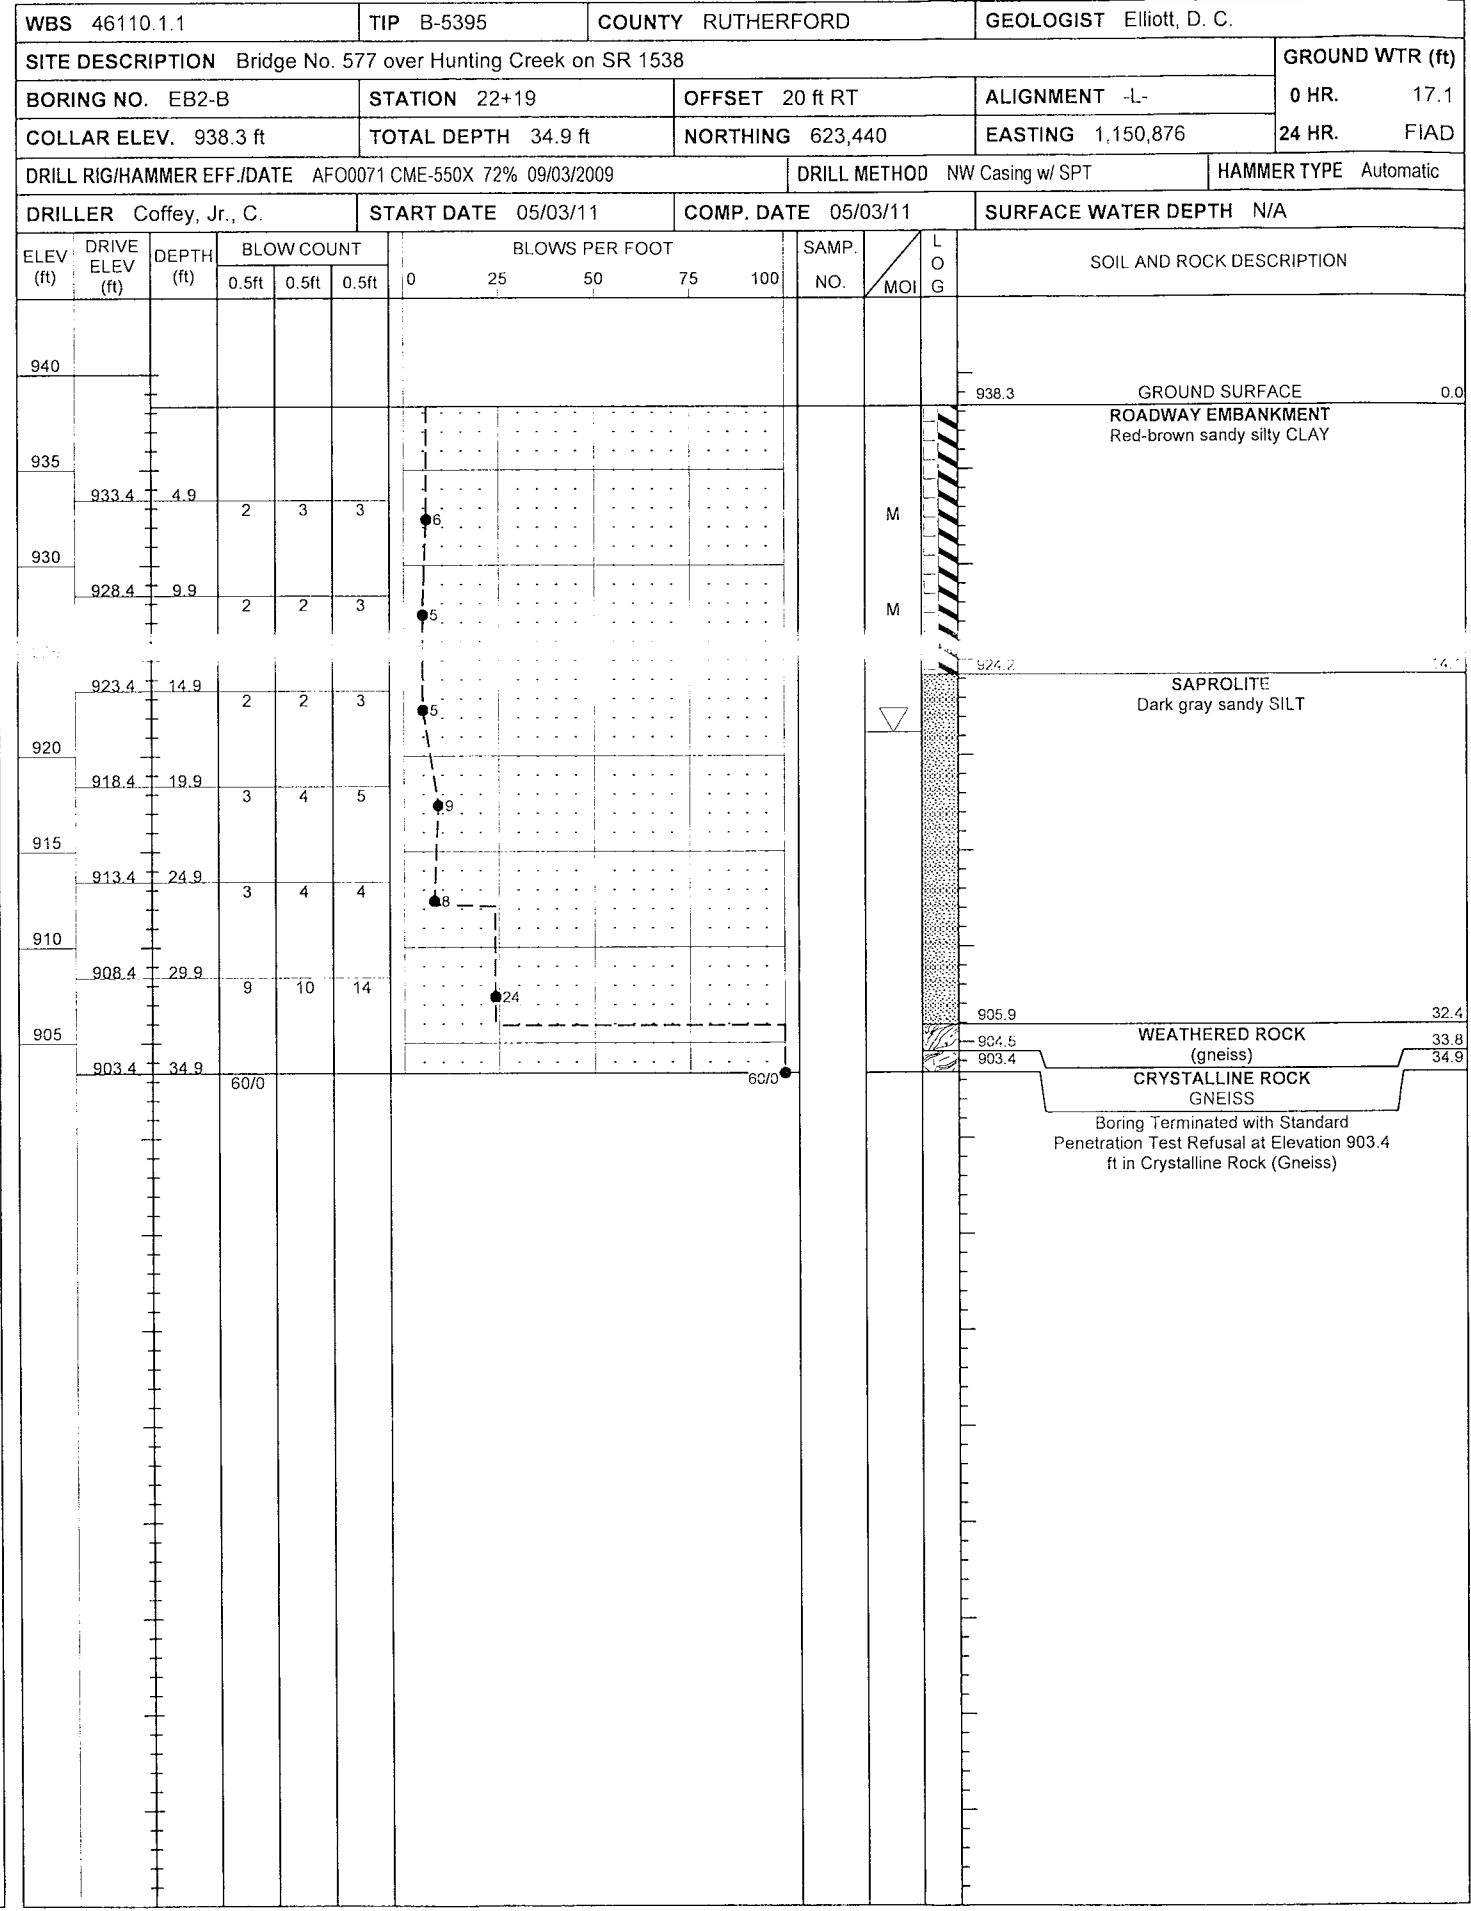 WBS 46110.1.1 TIP B-5395 COUNTY RUTHERFORD GEOLOGIST Elliott, D. C.
SITE DESCRIPTION Bridge No. 577 over Hunting Creek on SR 1538 GROUND WTR (ft)
BORING NO. EB2-B STATION 22+19 OFFSET 20 ft RT ALIGNMENT -L- 0 HR. 17.1
COLLAR ELEV. 938.3 ft TOTAL DEPTH 34.9 ft NORTHING 623,440 EASTING 1,150,876 24 HR. FIAD
DRILL RIG/HAMMER EFF./DATE AFO0071 CME-550X 72% 09/03/2009 DRILL METHOD NW Casing w/ SPT HAMMER TYPE Automatic
DRILLER Coffey, Jr., C. START DATE 05/03/11 COMP. DATE 05/03/11 SURFACE WATER DEPTH N/A
ELEV (ft) DRIVE ELEV (ft) DEPTH (ft) BLOW COUNT BLOWS PER FOOT SAMP. NO. MOI LOG SOIL AND ROCK DESCRIPTION
0.5ft 0.5ft 0.5ft 0 25 50 75 100
940
938.3 GROUND SURFACE 0.0
ROADWAY EMBANKMENT
Red-brown sandy silty CLAY
935
933.4 4.9
2 3 3 6 M
930
928.4 9.9
2 2 3 5 M
924.2 14.1
923.4 14.9 SAPROLITE
2 2 3 5 Dark gray sandy SILT
920
918.4 19.9
3 4 5 9
915
913.4 24.9
3 4 4 8
910
908.4 29.9
9 10 14 24
905.9 32.4
905 WEATHERED ROCK
904.5 (gneiss) 33.8
903.4 34.9 903.4 34.9
60/0 60/0 CRYSTALLINE ROCK
GNEISS
Boring Terminated with Standard
Penetration Test Refusal at Elevation 903.4
ft in Crystalline Rock (Gneiss)